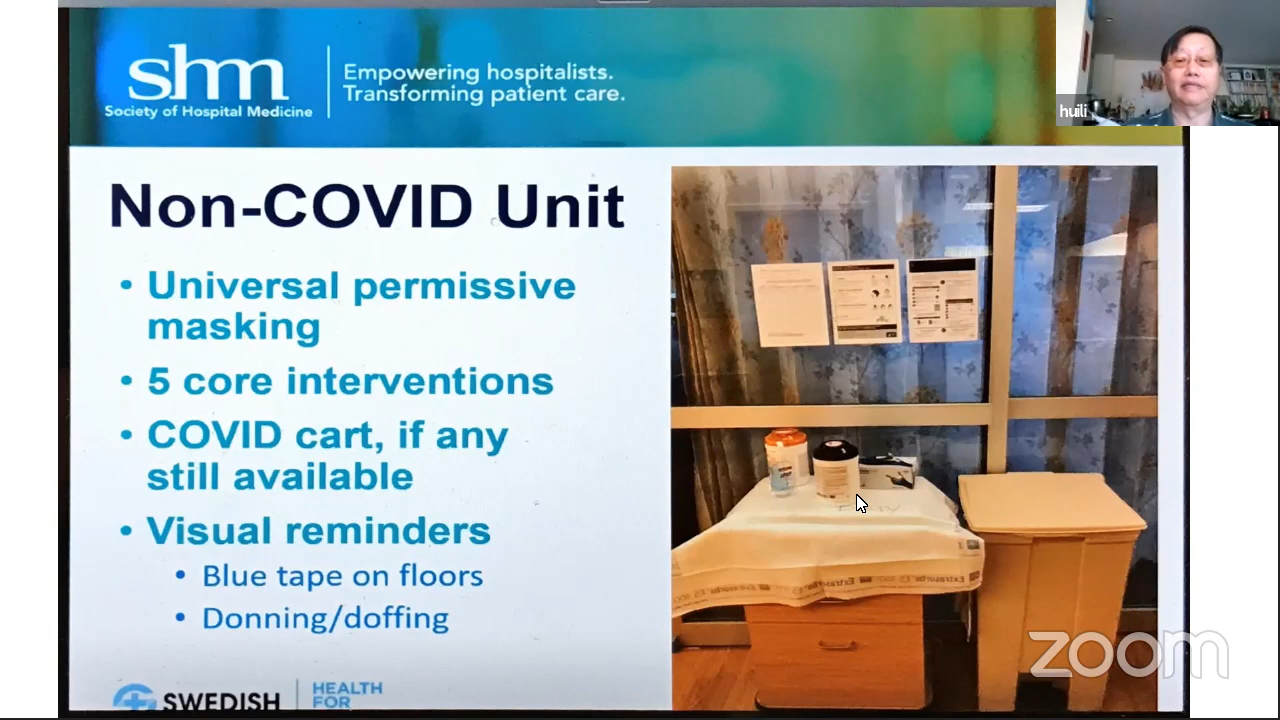 shm
Society of Hospital Medicine
Empowering hospitalists.
Transforming patient care.
huili
Non-COVID Unit
• Universal permissive
masking
• 5 core interventions
• COVID cart, if any
still available
• Visual reminders
• Blue tape on floors
• Donning/doffing
SWEDISH
HEALTH
FOR
Extrasorbs
zoom